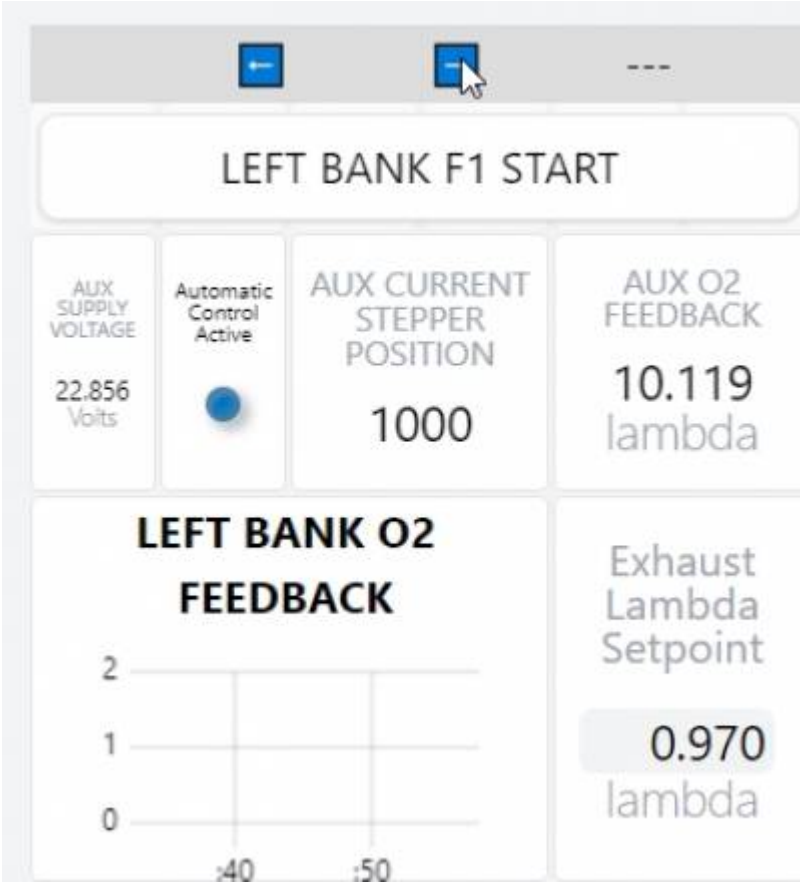 ---
LEFT BANK F1 START
AUX
SUPPLY
VOLTAGE
22.856
Volts
Automatic
Control
Active
AUX CURRENT
STEPPER
POSITION
1000
AUX O2
FEEDBACK
10.119
lambda
LEFT BANK O2
FEEDBACK
2
1
0
:40
:50
Exhaust
Lambda
Setpoint
0.970
lambda